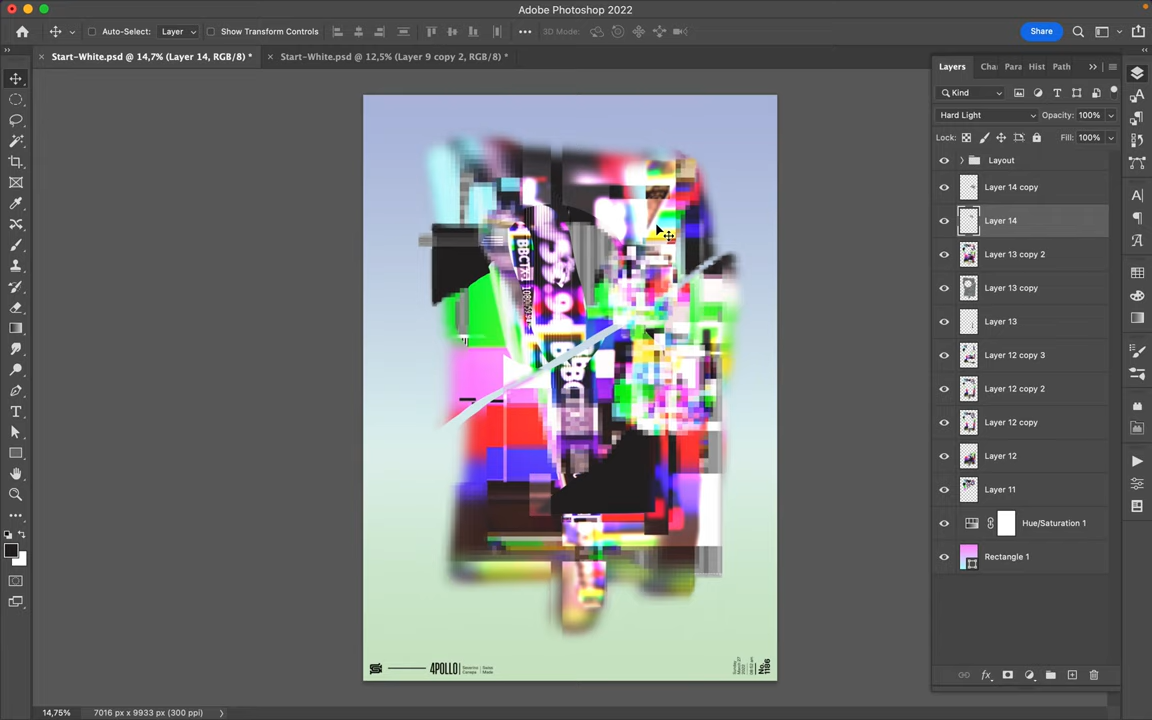 Adobe Photoshop 2022
Auto-Select: Layer Show Transform Controls 3D Mode: Share
Start-White.psd @ 14,7% (Layer 14, RGB/8) * Start-White.psd @ 12,5% (Layer 9 copy 2, RGB/8) *
Layers Cha Para Hist Path
Kind
Hard Light Opacity: 100%
Lock: Fill: 100%
Layout
Layer 14 copy
Layer 14
Layer 13 copy 2
Layer 13 copy
Layer 13
Layer 12 copy 3
Layer 12 copy 2
Layer 12 copy
Layer 12
Layer 11
Hue/Saturation 1
Rectangle 1
4POLLO
No. 1186
14,75% 7016 px x 9933 px (300 ppi)